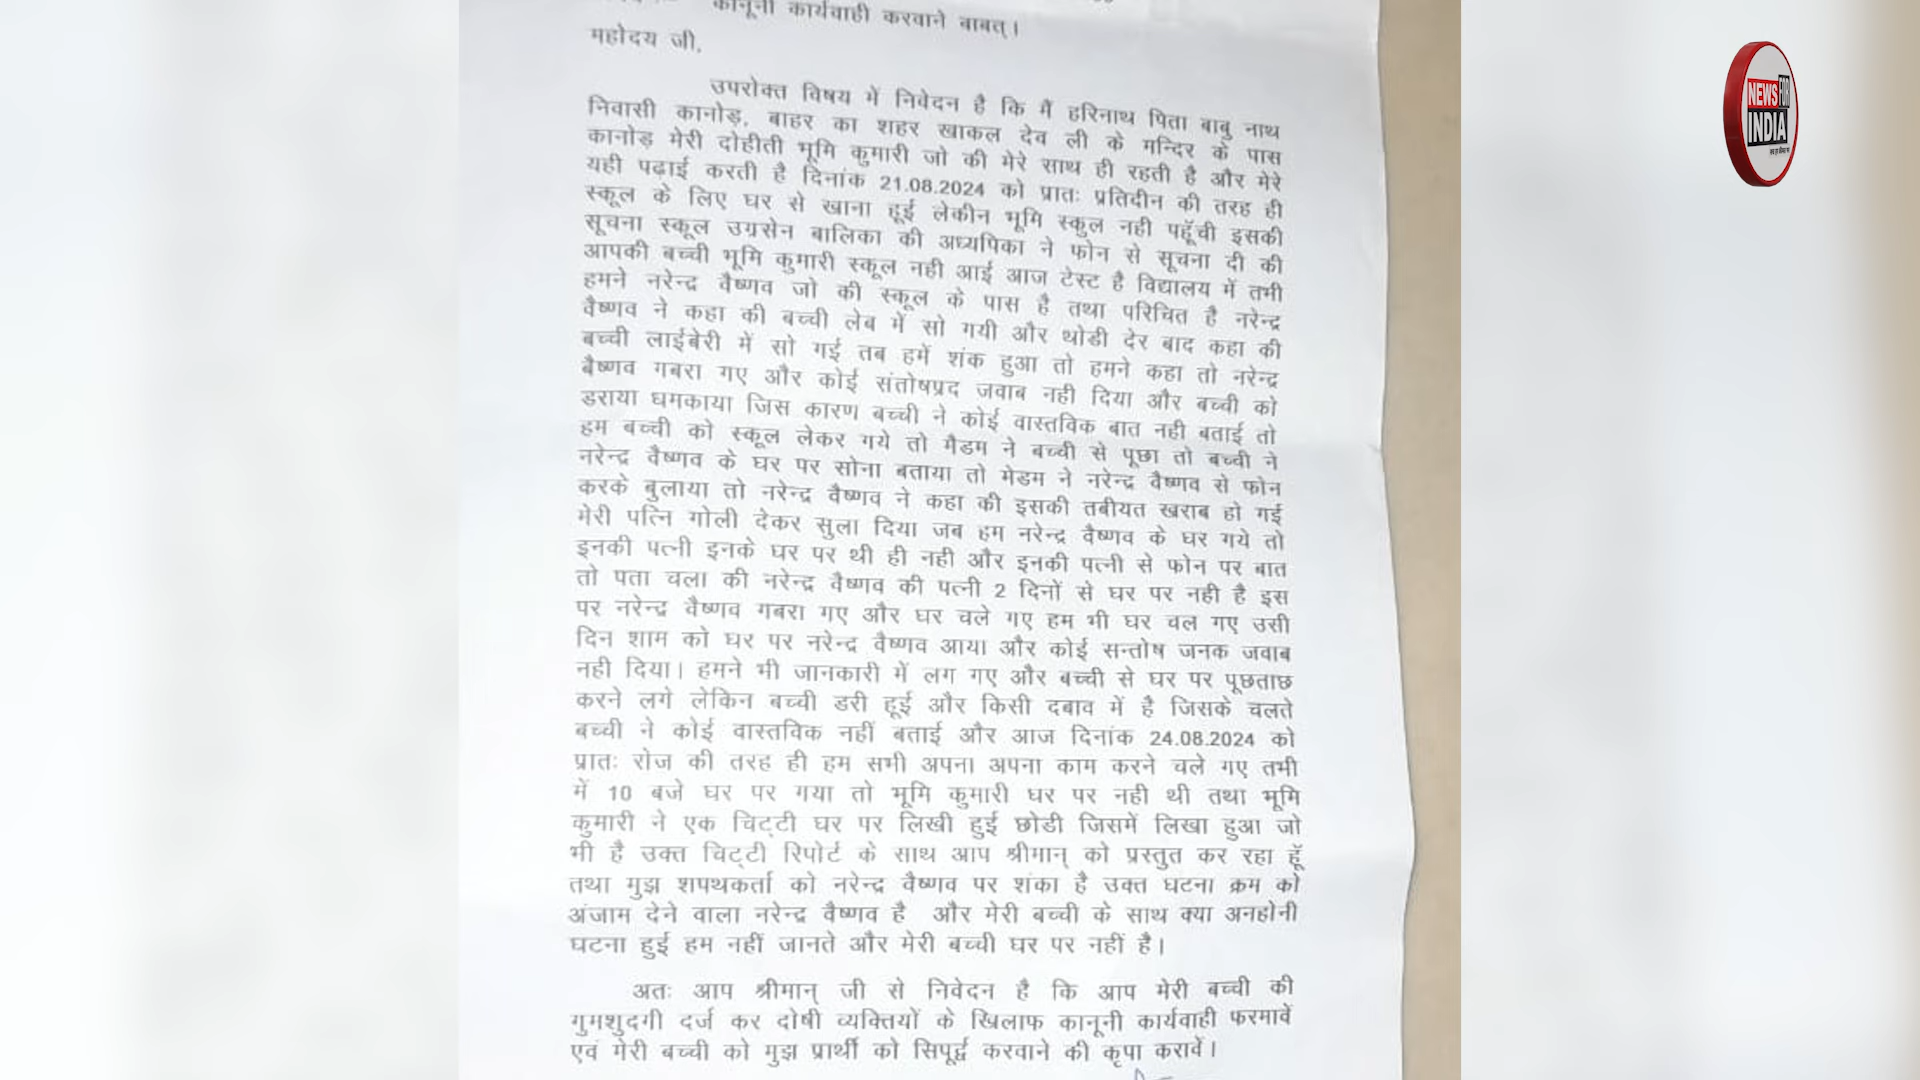 कानूनी कार्यवाही करवाने बाबत्।
महोदय जी,
उपरोक्त विषय में निवेदन है कि मैं हरिनाथ पिता बाबु नाथ
निवासी कानोड़, बाहर का शहर खाकल देव ली के मन्दिर के पास
कानोड़ मेरी दोहीती भूमि कुमारी जो की मेरे साथ ही रहती है और मेरे
यही पढ़ाई करती है दिनांक 21.08.2024 को प्रातः प्रतिदीन की तरह ही
स्कूल के लिए घर से खाना हूई लेकीन भूमि स्कुल नही पहूॅची इसकी
सूचना स्कूल उग्रसेन बालिका की अध्यपिका ने फोन से सूचना दी की
आपकी बच्ची भूमि कुमारी स्कूल नही आई आज टेस्ट है विद्यालय में तभी
हमने नरेन्द्र वैष्णव जो की स्कूल के पास है तथा परिचित है नरेन्द्र
वैष्णव ने कहा की बच्ची लेब में सो गयी और थोडी देर बाद कहा की
बच्ची लाईबेरी में सो गई तब हमें शंक हुआ तो हमने कहा तो नरेन्द्र
वैष्णव गबरा गए और कोई संतोषप्रद जवाब नही दिया और बच्ची को
डराया धमकाया जिस कारण बच्ची ने कोई वास्तविक बात नही बताई तो
हम बच्ची को स्कूल लेकर गये तो मैडम ने बच्ची से पूछा तो बच्ची ने
नरेन्द्र वैष्णव के घर पर सोना बताया तो मेडम ने नरेन्द्र वैष्णव से फोन
करके बुलाया तो नरेन्द्र वैष्णव ने कहा की इसकी तबीयत खराब हो गई
मेरी पत्नि गोली देकर सुला दिया जब हम नरेन्द्र वैष्णव के घर गये तो
इनकी पत्नी इनके घर पर थी ही नही और इनकी पत्नी से फोन पर बात
तो पता चला की नरेन्द्र वैष्णव की पत्नी 2 दिनों से घर पर नही है इस
पर नरेन्द्र वैष्णव गबरा गए और घर चले गए हम भी घर चल गए उसी
दिन शाम को घर पर नरेन्द्र वैष्णव आया और कोई सन्तोष जनक जवाब
नही दिया। हमने भी जानकारी में लग गए और बच्ची से घर पर पूछताछ
करने लगे लेकिन बच्ची डरी हूई और किसी दबाव में है जिसके चलते
बच्ची ने कोई वास्तविक नहीं बताई और आज दिनांक 24.08.2024 को
प्रातः रोज की तरह ही हम सभी अपना अपना काम करने चले गए तभी
में 10 बजे घर पर गया तो भूमि कुमारी घर पर नही थी तथा भूमि
कुमारी ने एक चिट्टी घर पर लिखी हुई छोडी जिसमें लिखा हुआ जो
भी है उक्त चिट्टी रिपोर्ट के साथ आप श्रीमान् को प्रस्तुत कर रहा हूॅ
तथा मुझ शपथकर्ता को नरेन्द्र वैष्णव पर शंका है उक्त घटना क्रम को
अंजाम देने वाला नरेन्द्र वैष्णव है और मेरी बच्ची के साथ क्या अनहोनी
घटना हुई हम नहीं जानते और मेरी बच्ची घर पर नहीं है।
अतः आप श्रीमान् जी से निवेदन है कि आप मेरी बच्ची की
गुमशुदगी दर्ज कर दोषी व्यक्तियों के खिलाफ कानूनी कार्यवाही फरमावें
एवं मेरी बच्ची को मुझ प्रार्थी को सिपूर्द्व करवाने की कृपा करावें।
NEWS FOR
INDIA